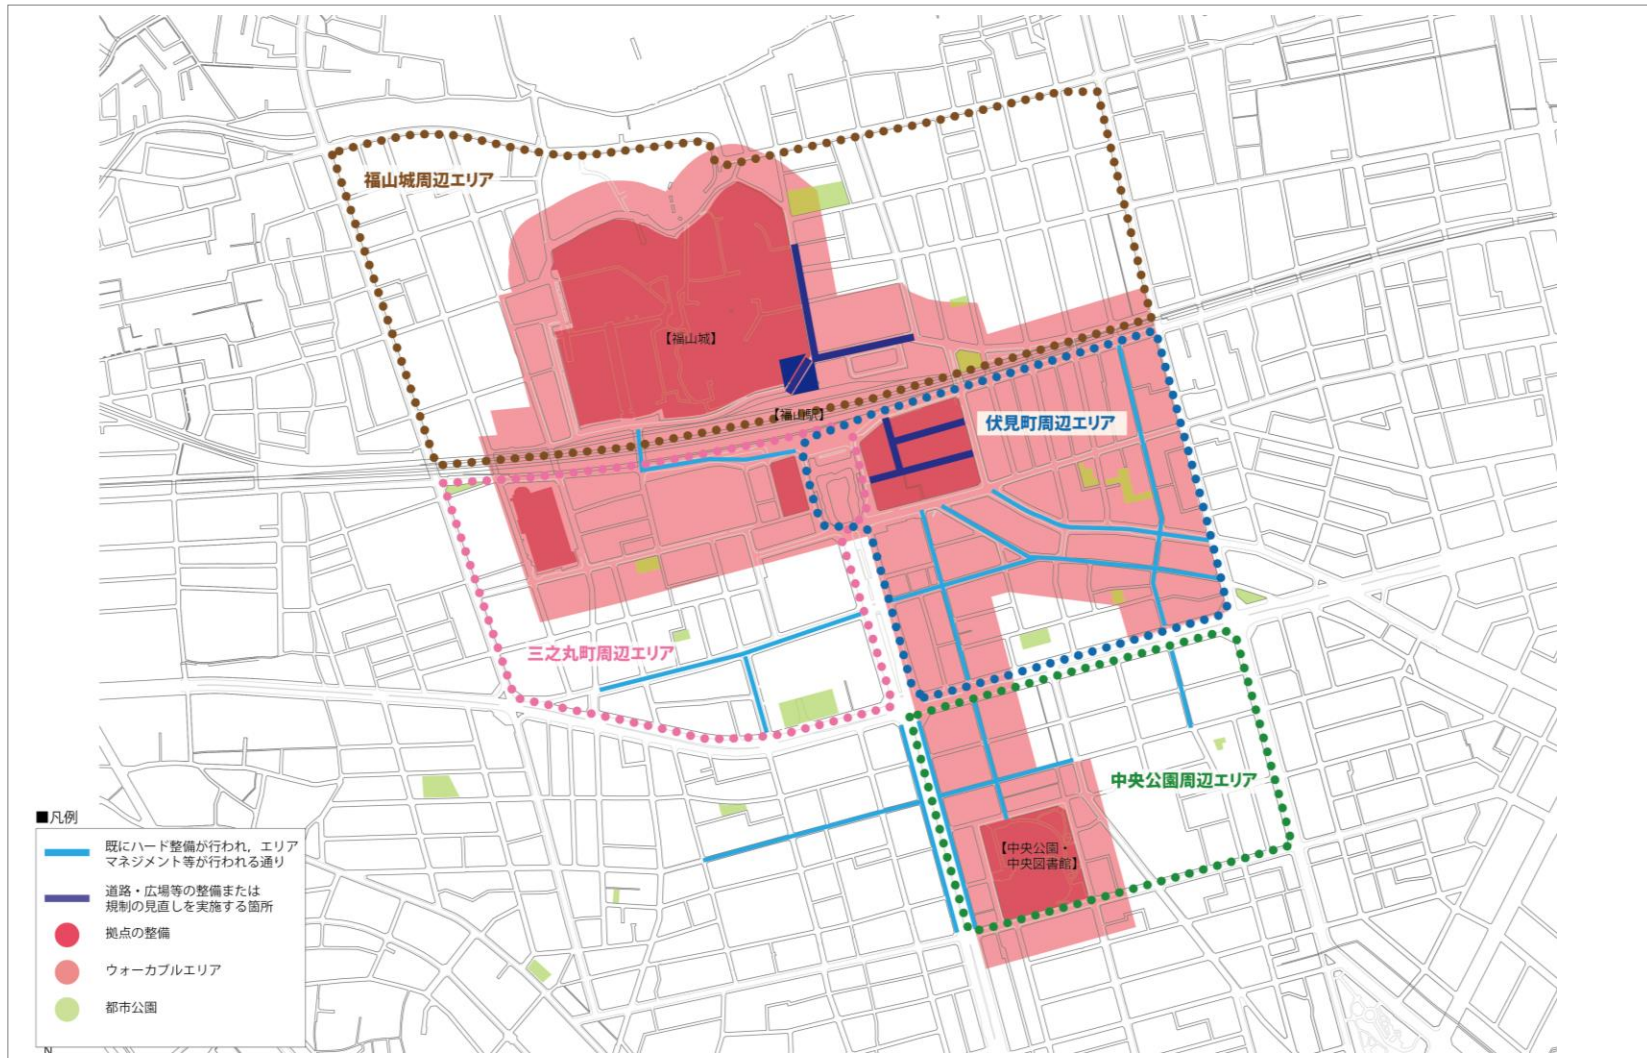 福山城周辺エリア
【福山城】
【福山駅】
伏見町周辺エリア
三之丸町周辺エリア
中央公園周辺エリア
【中央公園・
中央図書館】
■凡例
既にハード整備が行われ，エリア
マネジメント等が行われる通り
道路・広場等の整備または
規制の見直しを実施する箇所
拠点の整備
ウォーカブルエリア
都市公園
N